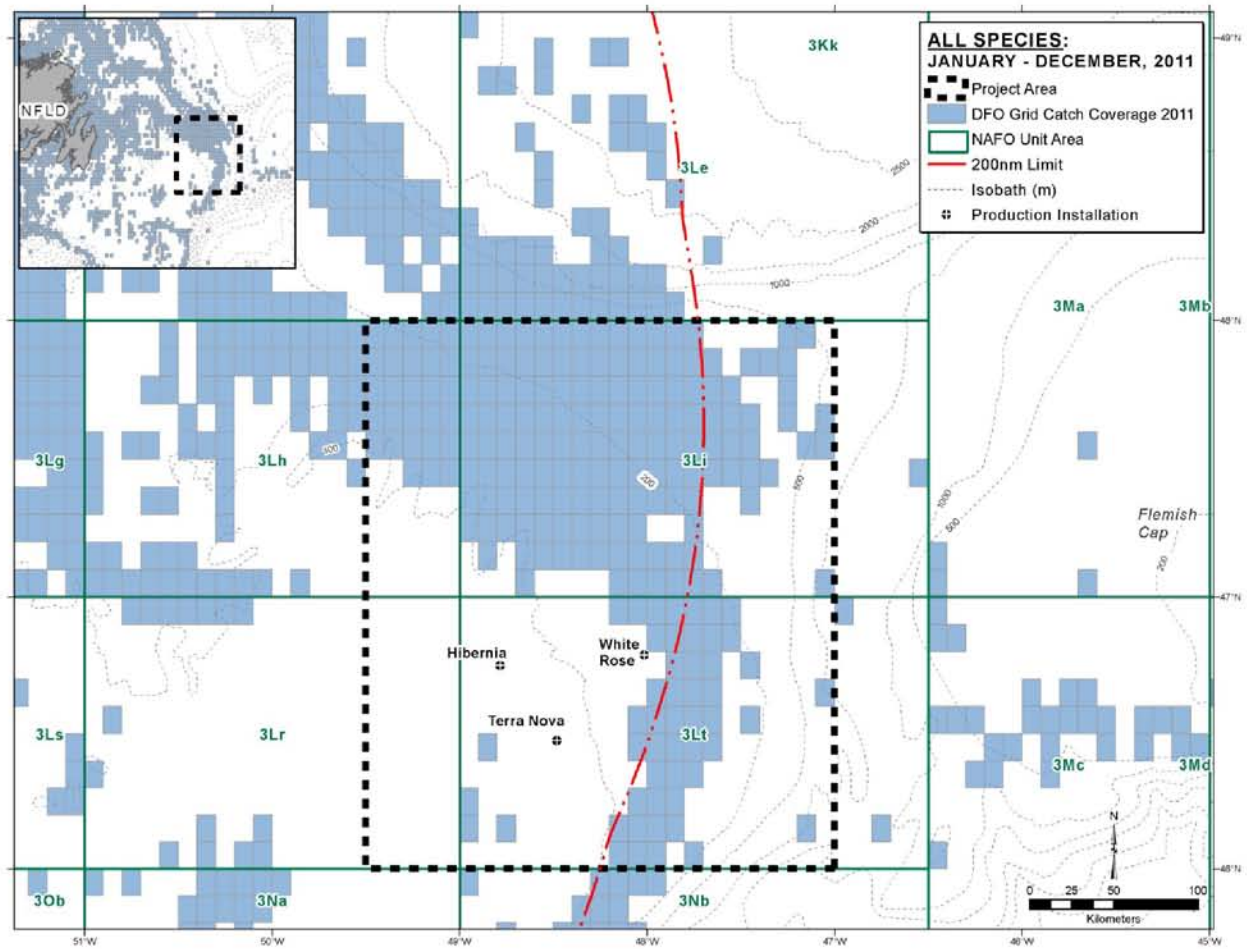 NFLD
ALL SPECIES:
JANUARY - DECEMBER, 2011
Project Area
DFO Grid Catch Coverage 2011
NAFO Unit Area
200nm Limit
Isobath (m)
Production Installation
3Kk
49°N
3Le
2500
2000
1000
3Ma
3Mb
48°N
3Lg
3Lh
100
3Li
200
500
1000
500
Flemish
Cap
200
47°N
Hibernia
White
Rose
Terra Nova
3Ls
3Lr
3Lt
3Mc
3Md
N
46°N
3Ob
3Na
3Nb
0 25 50 100
Kilometers
51°W 50°W 49°W 48°W 47°W 46°W 45°W